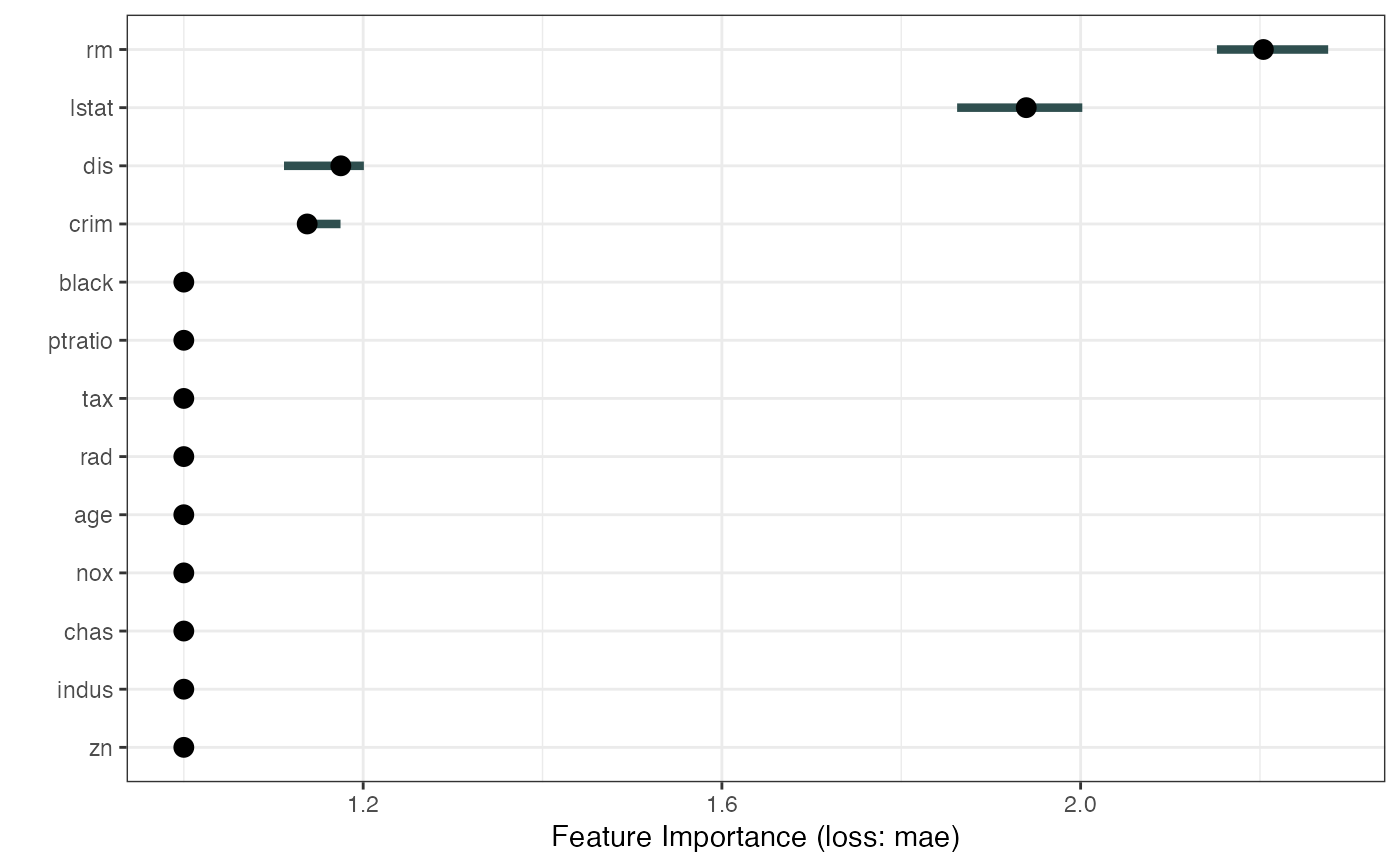 rm
lstat
dis
crim
black
ptratio
tax
rad
age
nox
chas
indus
zn
1.2 1.6 2.0
Feature Importance (loss: mae)